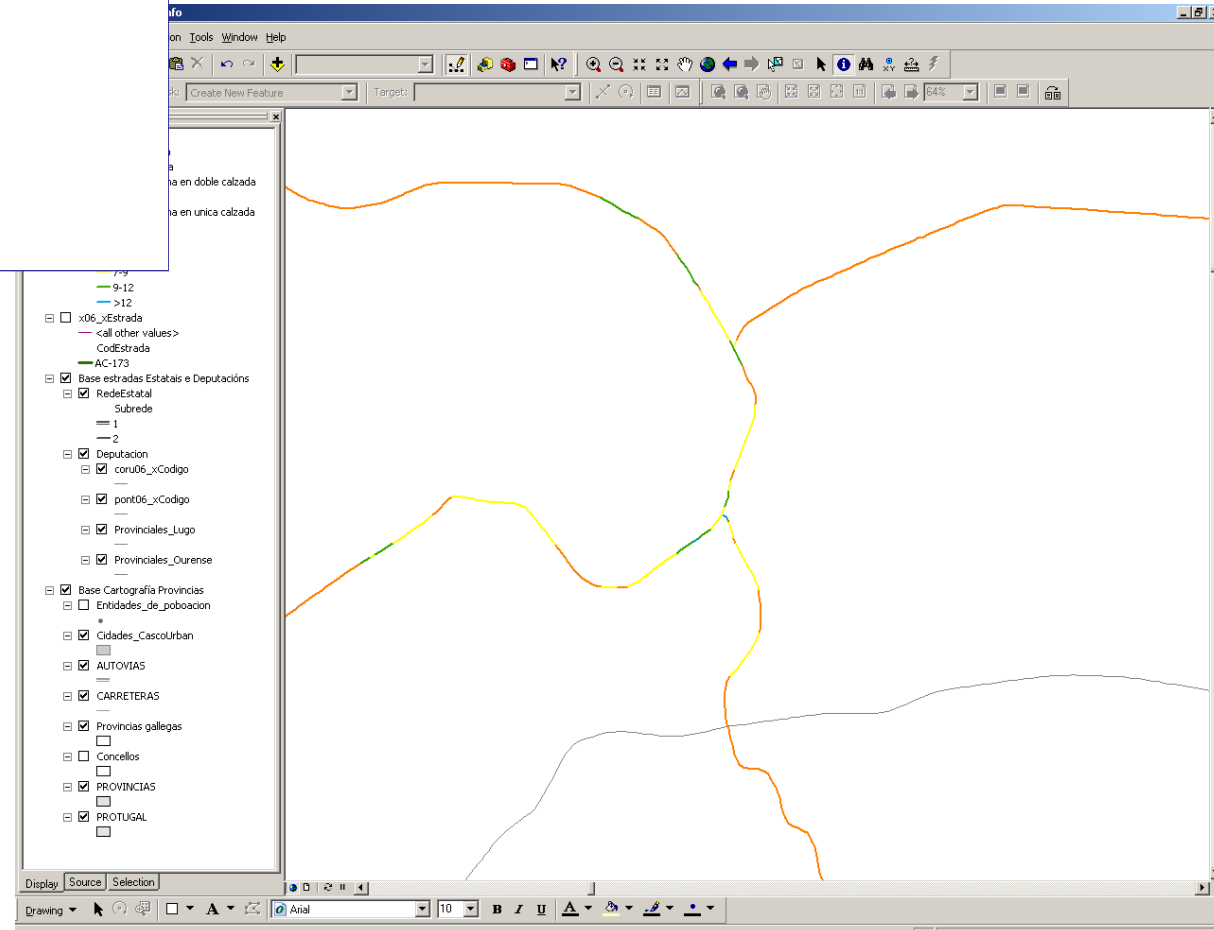 nfo
on Tools Window Help
sk: Create New Feature Target: 64%
a
na en doble calzada
na en unica calzada
7-9
9-12
>12
x06_xEstrada
<all other values>
CodEstrada
AC-173
Base estradas Estatais e Deputacións
RedeEstatal
Subrede
1
2
Deputacion
coru06_xCodigo
pont06_xCodigo
Provinciales_Lugo
Provinciales_Ourense
Base Cartografía Provincias
Entidades_de_poboacion
Cidades_CascoUrban
AUTOVIAS
CARRETERAS
Provincias gallegas
Concellos
PROVINCIAS
PROTUGAL
Display Source Selection
Drawing A Arial 10 B I U A